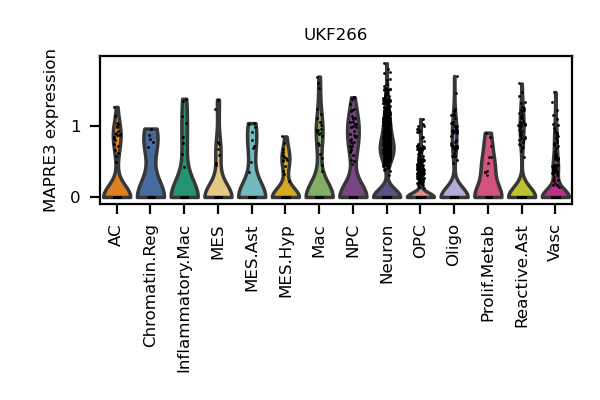 UKF266
MAPRE3 expression
1
0
AC
Chromatin.Reg
Inflammatory.Mac
MES
MES.Ast
MES.Hyp
Mac
NPC
Neuron
OPC
Oligo
Prolif.Metab
Reactive.Ast
Vasc